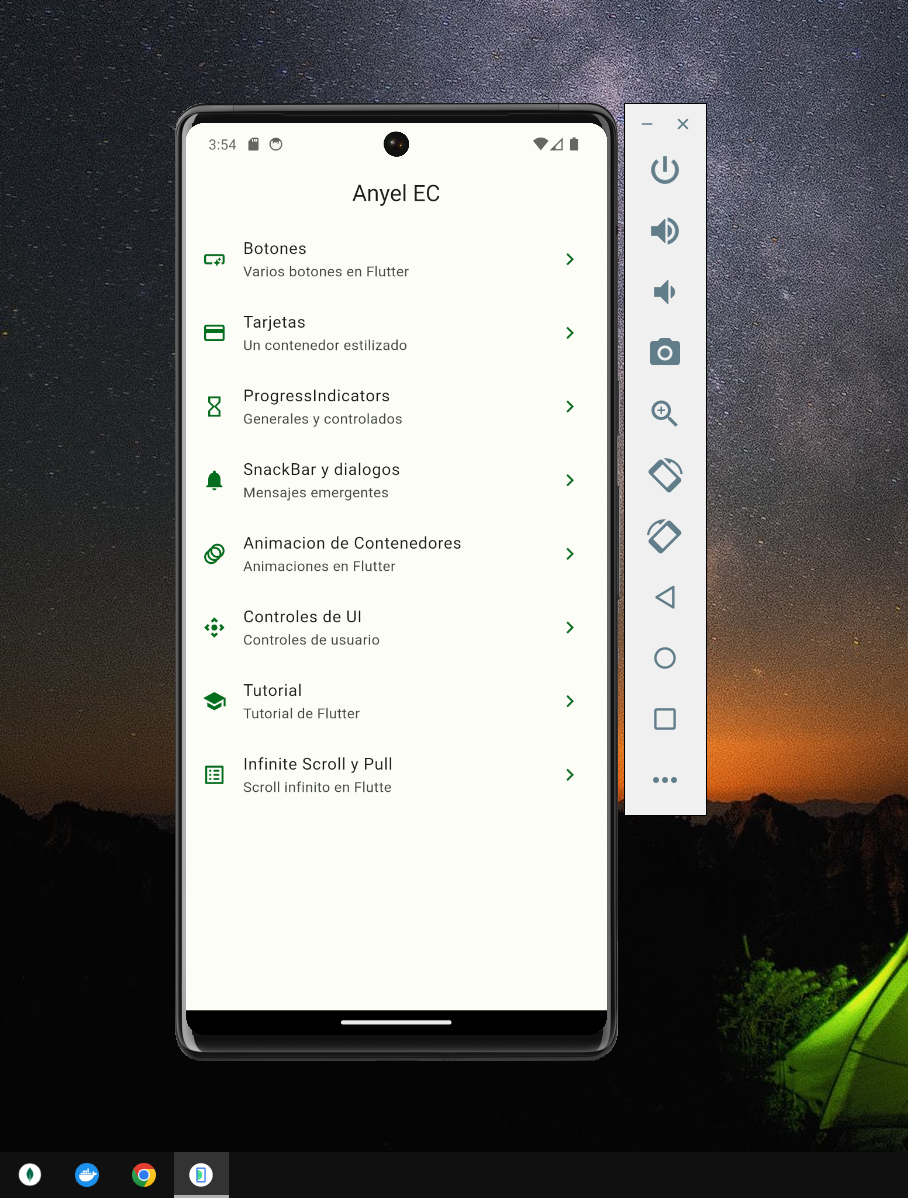 3:54
Anyel EC
Botones
Varios botones en Flutter
Tarjetas
Un contenedor estilizado
ProgressIndicators
Generales y controlados
SnackBar y dialogos
Mensajes emergentes
Animacion de Contenedores
Animaciones en Flutter
Controles de UI
Controles de usuario
Tutorial
Tutorial de Flutter
Infinite Scroll y Pull
Scroll infinito en Flutte